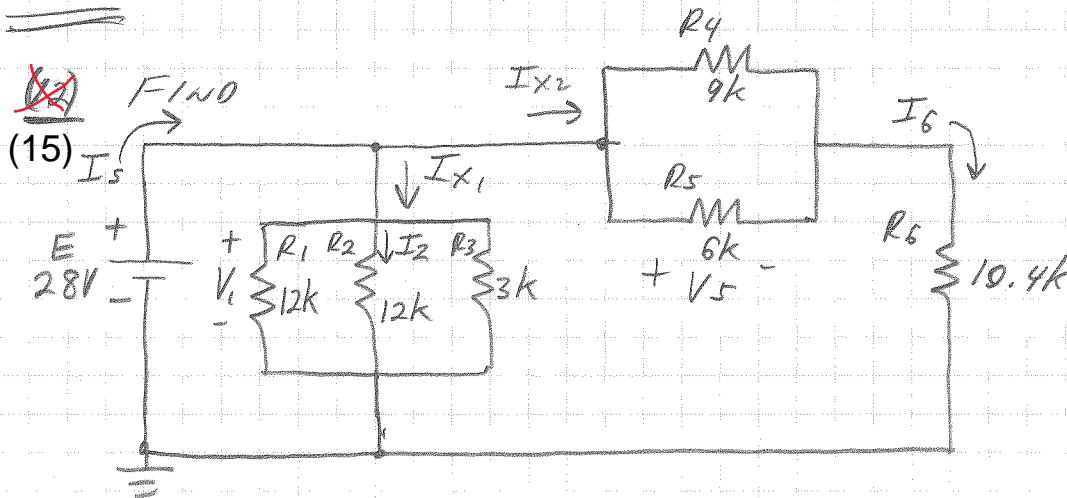 (42) FIND
(15)
Is
Ix1
Ix2
R4
9k
R5
6k
+ V5 -
I6
R6
10.4k
E
28V
+
-
+
V1
-
R1
12k
R2
I2
12k
R3
3k